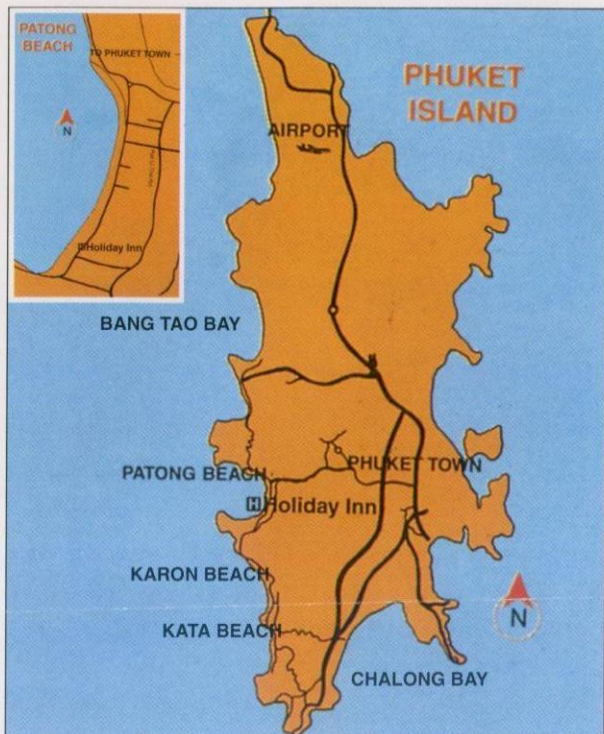 PATONG
BEACH
TO PHUKET TOWN
N
Holiday Inn
PHUKET
ISLAND
AIRPORT
BANG TAO BAY
PATONG BEACH
PHUKET TOWN
H Holiday Inn
KARON BEACH
KATA BEACH
N
CHALONG BAY